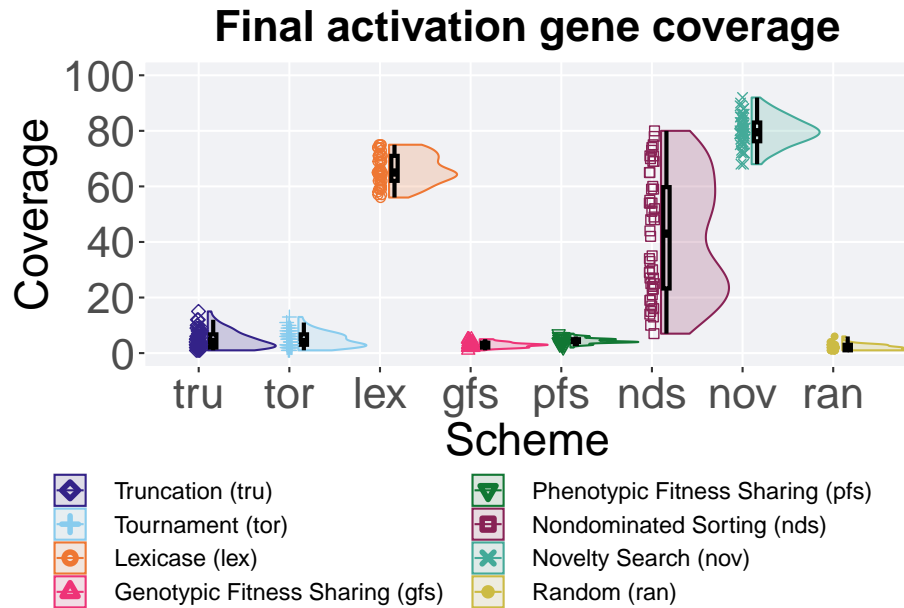 Final activation gene coverage
Coverage
100
80
60
40
20
0
tru tor lex gfs pfs nds nov ran
Scheme
Truncation (tru)
Tournament (tor)
Lexicase (lex)
Genotypic Fitness Sharing (gfs)
Phenotypic Fitness Sharing (pfs)
Nondominated Sorting (nds)
Novelty Search (nov)
Random (ran)